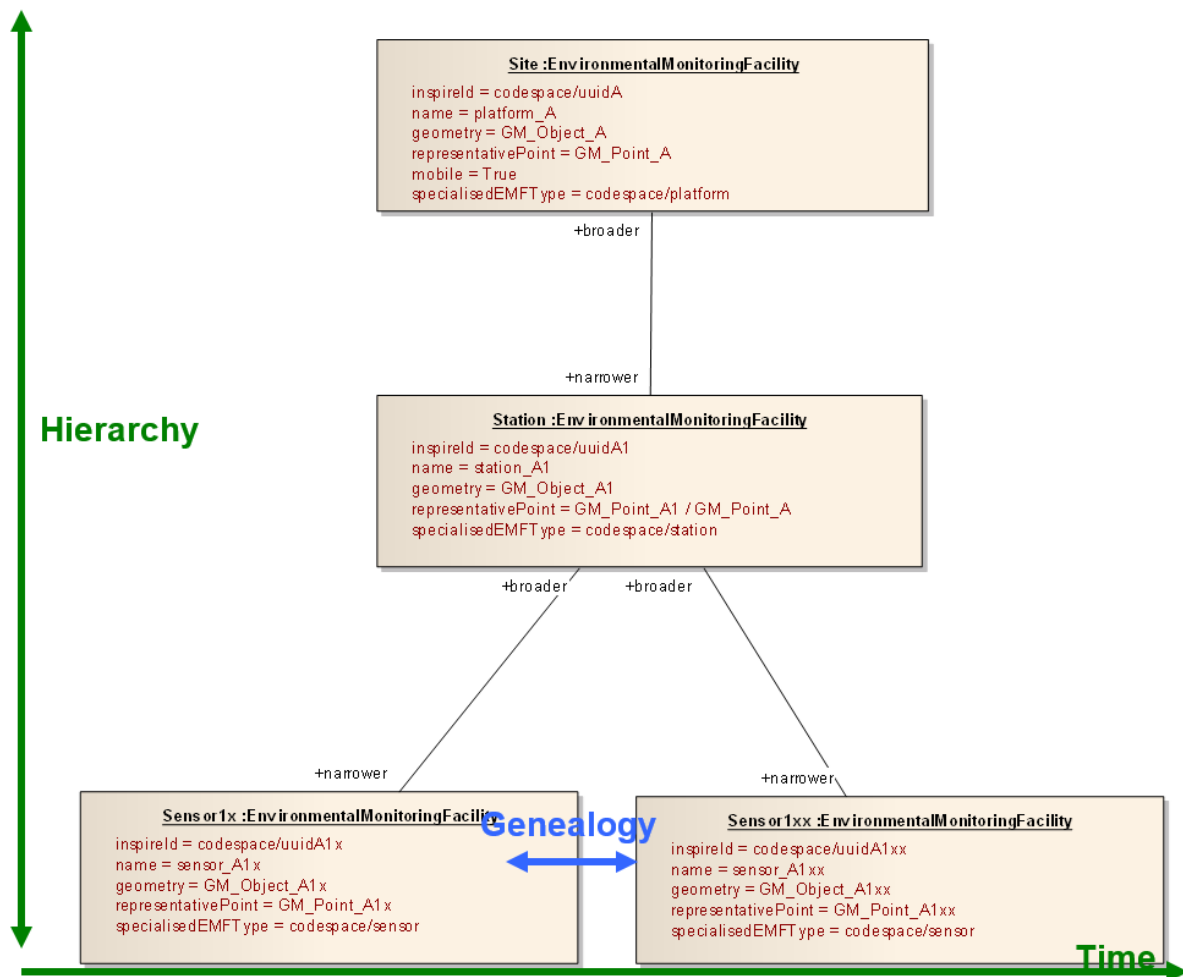 Site :EnvironmentalMonitoringFacility
inspireId = codespace/uuidA
name = platform_A
geometry = GM_Object_A
representativePoint = GM_Point_A
mobile = True
specialisedEMFType = codespace/platform
+broader
+narrower
Hierarchy
Station :EnvironmentalMonitoringFacility
inspireId = codespace/uuidA1
name = station_A1
geometry = GM_Object_A1
representativePoint = GM_Point_A1 / GM_Point_A
specialisedEMFType = codespace/station
+broader
+broader
+narrower
+narrower
Sensor1x :EnvironmentalMonitoringFacility
inspireId = codespace/uuidA1x
name = sensor_A1x
geometry = GM_Object_A1x
representativePoint = GM_Point_A1x
specialisedEMFType = codespace/sensor
Genealogy
Sensor1xx :EnvironmentalMonitoringFacility
inspireId = codespace/uuidA1xx
name = sensor_A1xx
geometry = GM_Object_A1xx
representativePoint = GM_Point_A1xx
specialisedEMFType = codespace/sensor
Time